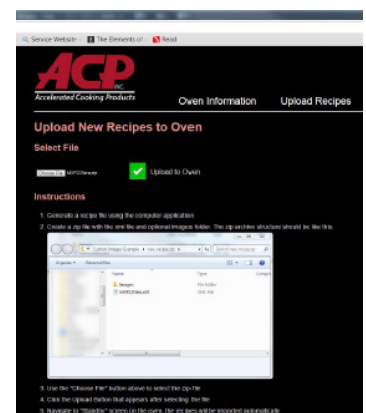 Service Website - The Elements of... Read
ACP
INC.
Accelerated Cooking Products
Oven Information Upload Recipes
Upload New Recipes to Oven
Select File
Choose File
Upload to Oven
Instructions
1. Generate a recipe file using the computer application
2. Create a zip file with the xml file and optional images folder. The zip archive structure should be like this
Organize
Name Type
Images File folder
3. Use the "Choose File" button above to select the zip file
4. Click the Upload Button that appears after selecting the file
5. Navigate to "Standby" screen on the oven, the recipes will be imported automatically